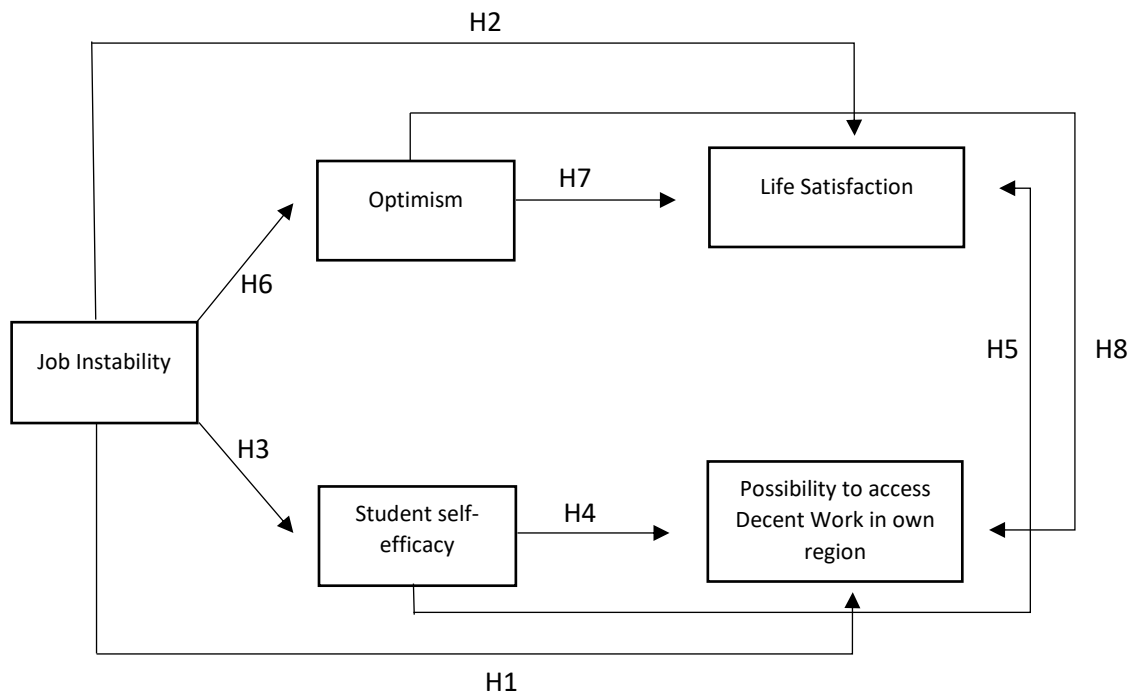 H2
Optimism
H7
Life Satisfaction
H6
Job Instability
H5
H8
H3
Student self-
efficacy
H4
Possibility to access
Decent Work in own
region
H1